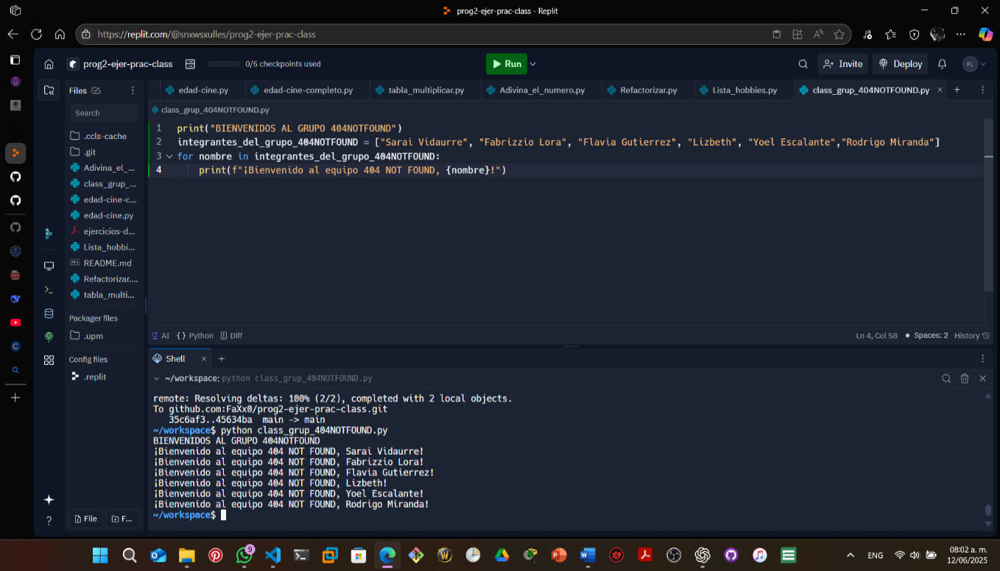 prog2-ejer-prac-class - Replit
https://replit.com/@snxwsxulles/prog2-ejer-prac-class
prog2-ejer-prac-class
0/5 checkpoints used
Run
Invite
Deploy
FL
Files
Search
.ccls-cache
.git
Adivina_el_...
class_grup_...
edad-cine-c...
edad-cine.py
ejercicios-d...
Lista_hobbi...
README.md
Refactorizar....
tabla_multi...
Packager files
.upm
Config files
.replit
File
F...
edad-cine.py
edad-cine-completo.py
tabla_multiplicar.py
Adivina_el_numero.py
Refactorizar.py
Lista_hobbies.py
class_grup_404NOTFOUND.py
class_grup_404NOTFOUND.py
1 print("BIENVENIDOS AL GRUPO 404NOTFOUND")
2 integrantes_del_grupo_404NOTFOUND = ["Sarai Vidaurre", "Fabrizzio Lora", "Flavia Gutierrez", "Lizbeth", "Yoel Escalante","Rodrigo Miranda"]
3 for nombre in integrantes_del_grupo_404NOTFOUND:
4 print(f"¡Bienvenido al equipo 404 NOT FOUND, {nombre}!")
AI {} Python Diff
Ln 4, Col 58 • Spaces: 2 History
Shell
~/workspace: python class_grup_404NOTFOUND.py
remote: Resolving deltas: 100% (2/2), completed with 2 local objects.
To github.com:FaXx0/prog2-ejer-prac-class.git
35c6af3..45634ba main -> main
~/workspace$ python class_grup_404NOTFOUND.py
BIENVENIDOS AL GRUPO 404NOTFOUND
¡Bienvenido al equipo 404 NOT FOUND, Sarai Vidaurre!
¡Bienvenido al equipo 404 NOT FOUND, Fabrizzio Lora!
¡Bienvenido al equipo 404 NOT FOUND, Flavia Gutierrez!
¡Bienvenido al equipo 404 NOT FOUND, Lizbeth!
¡Bienvenido al equipo 404 NOT FOUND, Yoel Escalante!
¡Bienvenido al equipo 404 NOT FOUND, Rodrigo Miranda!
~/workspace$
9
ENG
08:02 a. m.
12/06/2025